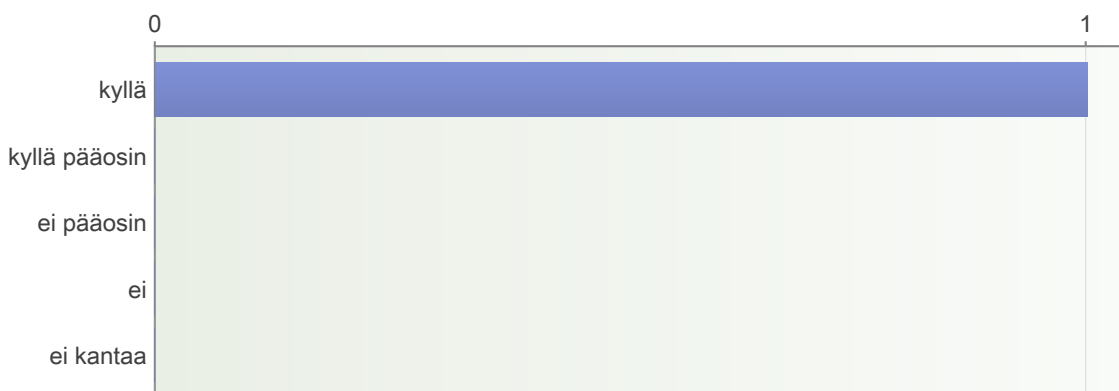 0 1
kyllä
kyllä pääosin
ei pääosin
ei
ei kantaa